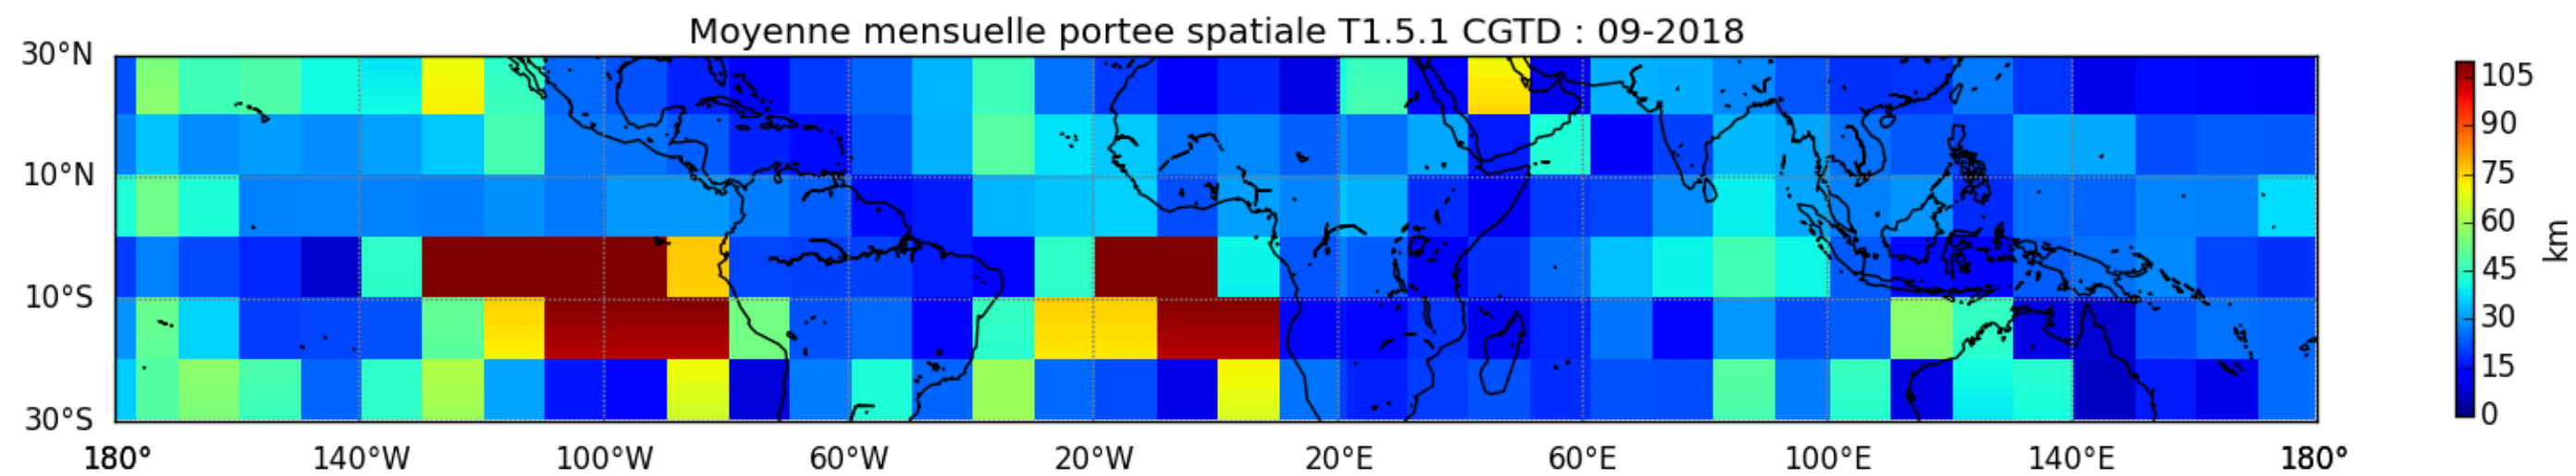 Moyenne mensuelle portee spatiale T1.5.1 CGTD : 09-2018
30°N
10°N
10°S
30°S
180° 140°W 100°W 60°W 20°W 20°E 60°E 100°E 140°E 180°
105
90
75
60
45
30
15
0
km